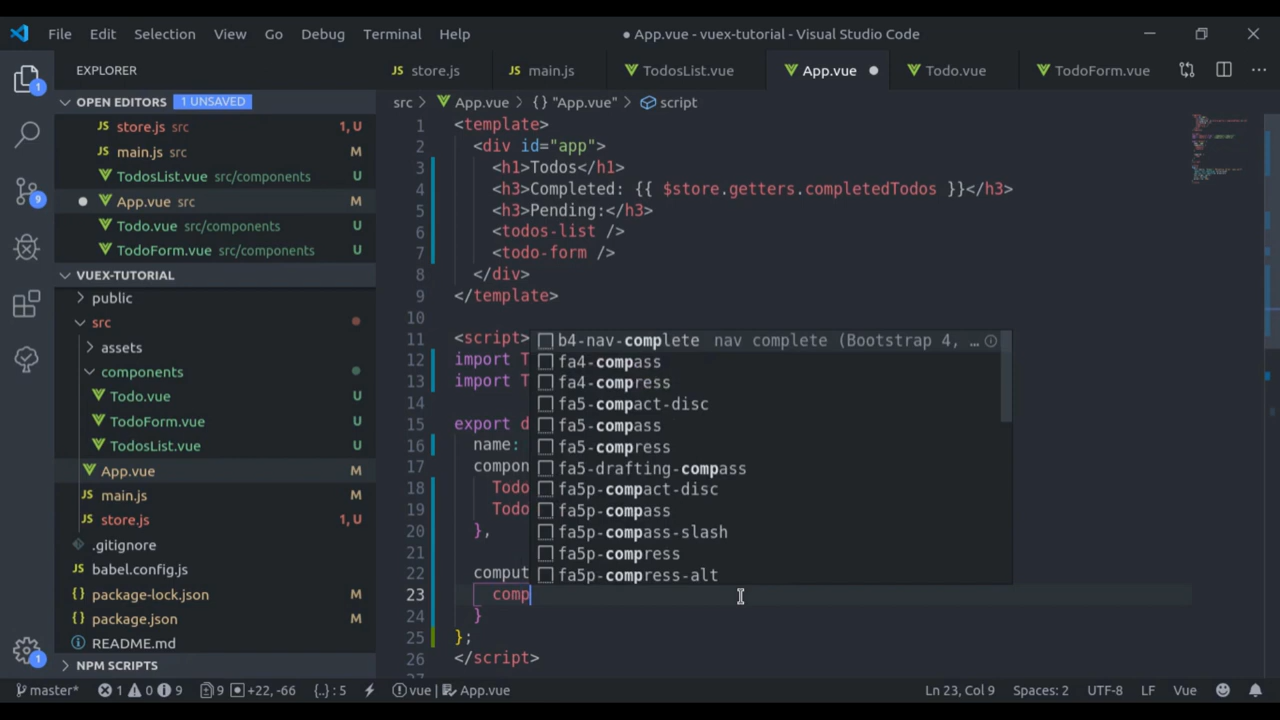 File Edit Selection View Go Debug Terminal Help
● App.vue - vuex-tutorial - Visual Studio Code
EXPLORER
OPEN EDITORS 1 UNSAVED
JS store.js src 1, U
JS main.js src M
TodosList.vue src/components U
App.vue src M
Todo.vue src/components U
TodoForm.vue src/components U
VUEX-TUTORIAL
public
src
assets
components
Todo.vue U
TodoForm.vue U
TodosList.vue U
App.vue M
JS main.js M
JS store.js 1, U
.gitignore
babel.config.js
package-lock.json M
package.json M
README.md
NPM SCRIPTS
1
9
1
JS store.js JS main.js TodosList.vue App.vue ● Todo.vue TodoForm.vue
src > App.vue > {} "App.vue" > script
1 <template>
2 <div id="app">
3 <h1>Todos</h1>
4 <h3>Completed: {{ $store.getters.completedTodos }}</h3>
5 <h3>Pending:</h3>
6 <todos-list />
7 <todo-form />
8 </div>
9 </template>
10
11 <script>
12 import T
13 import T
14
15 export d
16 name:
17 compon
18 Todo
19 Todo
20 },
21
22 comput
23 comp
24 }
25 };
26 </script>
b4-nav-complete nav complete (Bootstrap 4, …
fa4-compass
fa4-compress
fa5-compact-disc
fa5-compass
fa5-compress
fa5-drafting-compass
fa5p-compact-disc
fa5p-compass
fa5p-compass-slash
fa5p-compress
fa5p-compress-alt
master* 1 0 9 9 +22, -66 {..} : 5 vue | App.vue Ln 23, Col 9 Spaces: 2 UTF-8 LF Vue